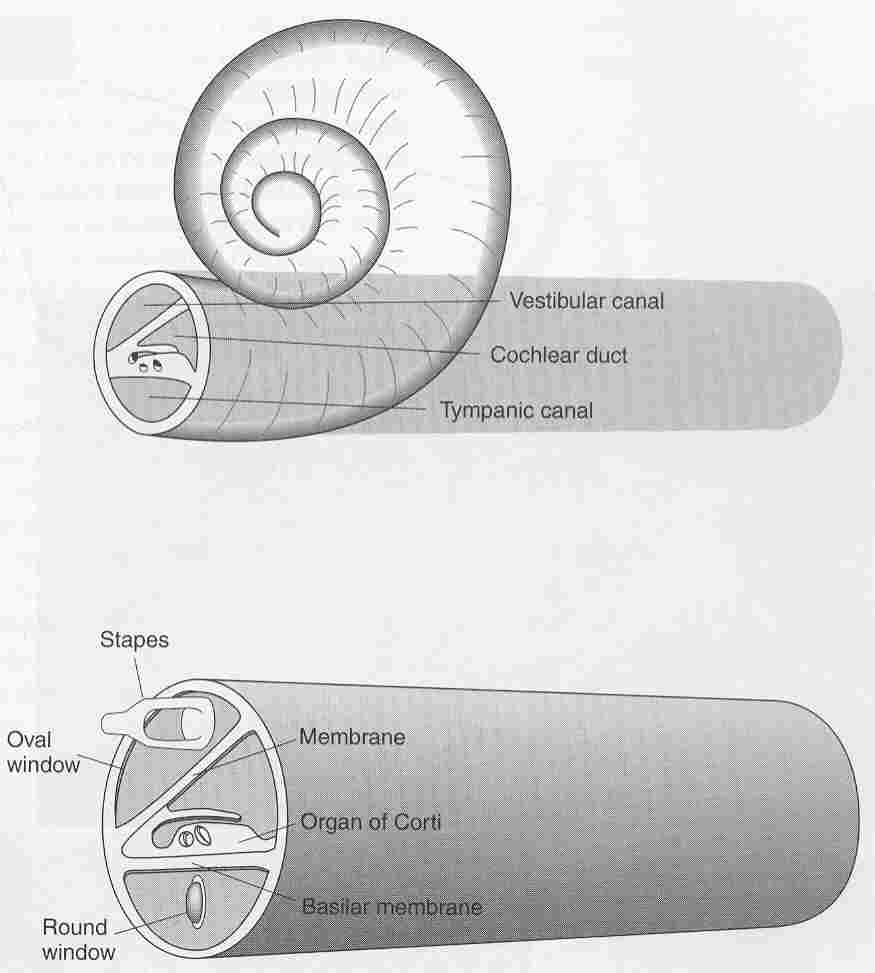 Vestibular canal
Cochlear duct
Tympanic canal
Stapes
Oval
window
Membrane
Organ of Corti
Basilar membrane
Round
window